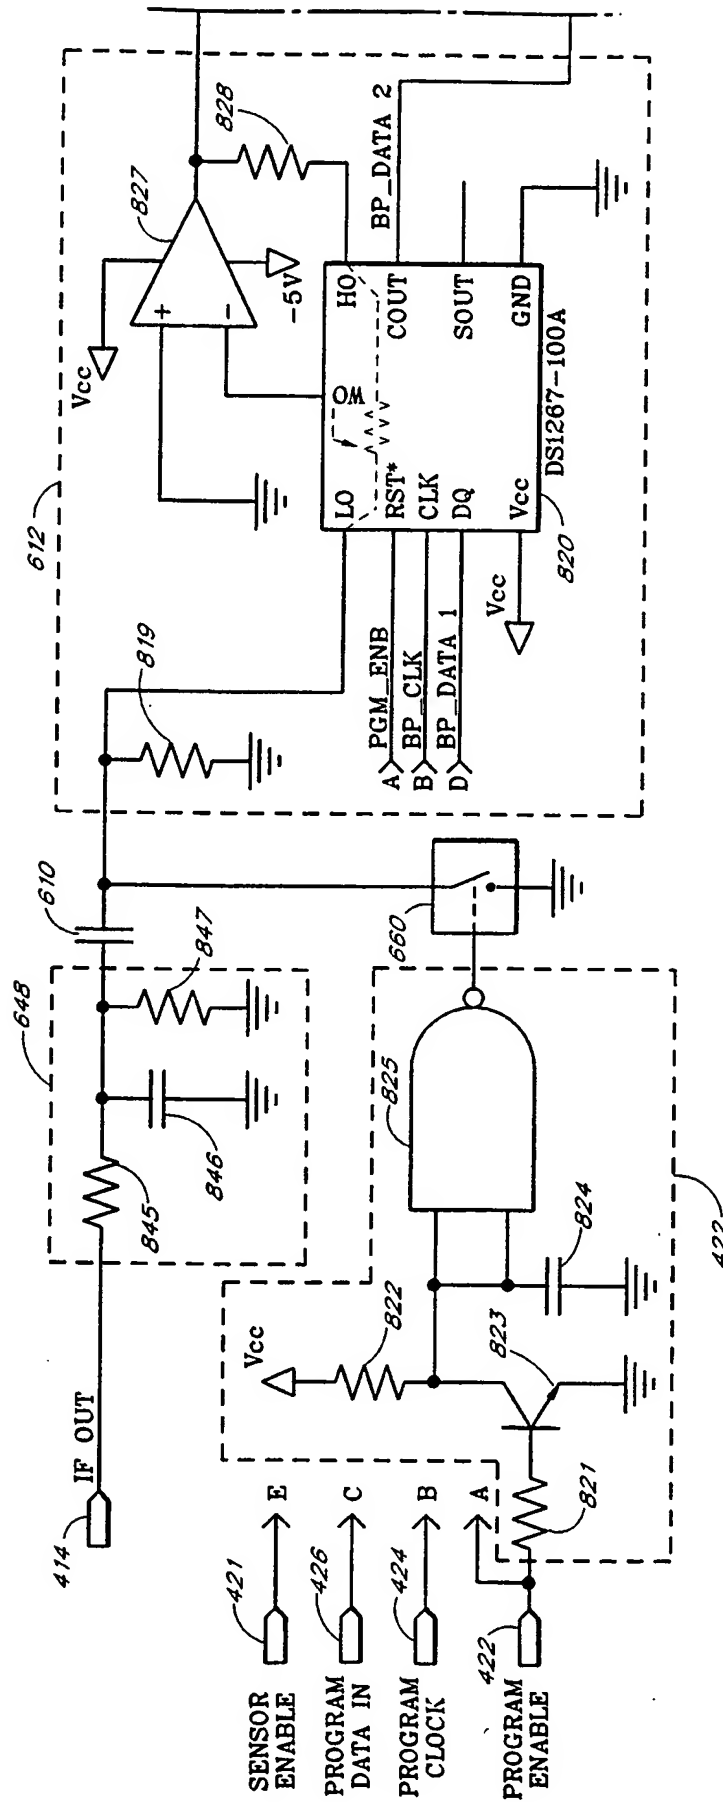 414
IF OUT
648
845
846
847
610
612
819
Vcc
827
828
+
−
−5V
LO
WO
HO
RST*
CLK
DQ
Vcc
COUT
SOUT
GND
DS1267-100A
820
BP_DATA 2
A PGM_ENB
B BP_CLK
D BP_DATA 1
Vcc
660
825
824
Vcc
822
823
821
422
SENSOR
ENABLE
421
E
PROGRAM
DATA IN
426
C
PROGRAM
CLOCK
424
B
PROGRAM
ENABLE
422
A